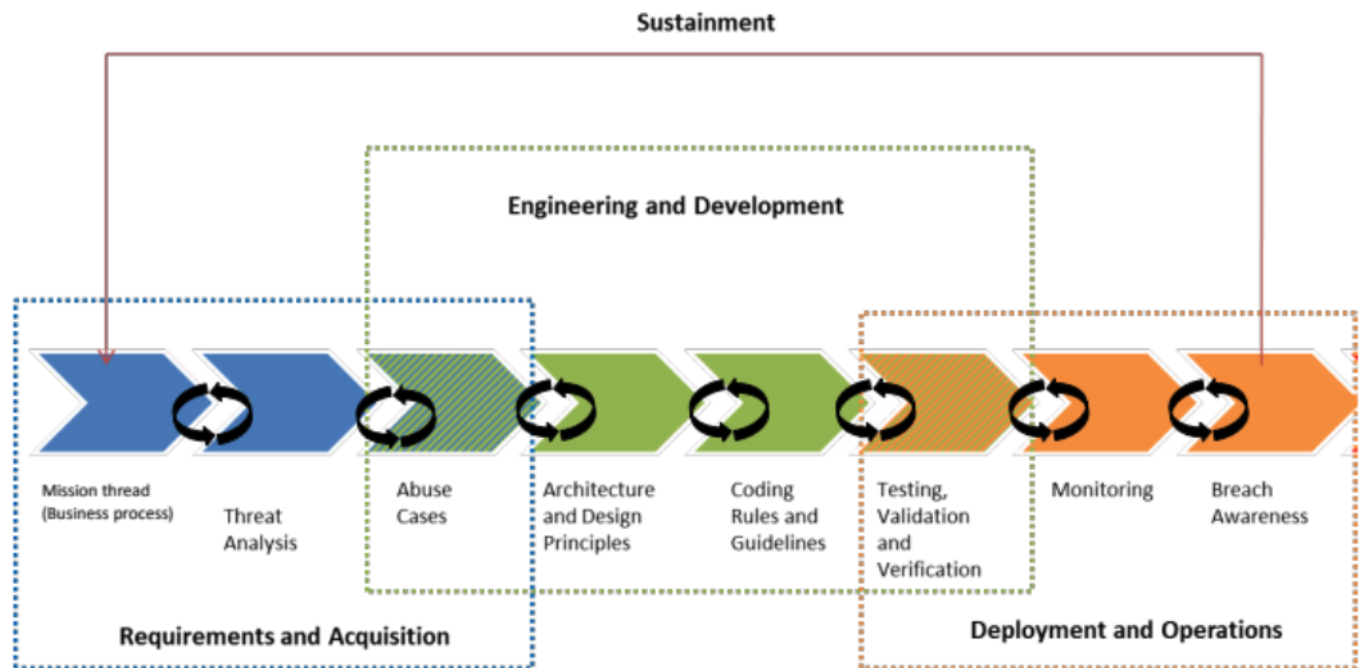 Sustainment
Engineering and Development
Mission thread
(Business process)
Threat
Analysis
Abuse
Cases
Architecture
and Design
Principles
Coding
Rules and
Guidelines
Testing,
Validation
and
Verification
Monitoring
Breach
Awareness
Requirements and Acquisition
Deployment and Operations